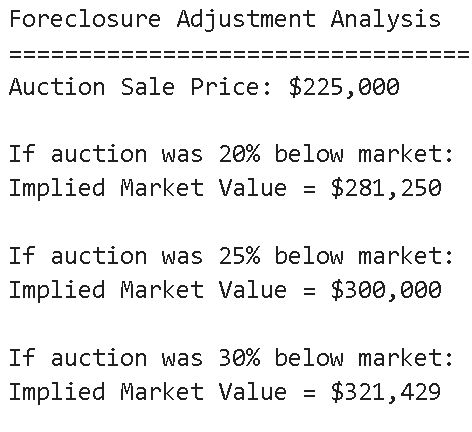 Foreclosure Adjustment Analysis
=================================
Auction Sale Price: $225,000
If auction was 20% below market:
Implied Market Value = $281,250
If auction was 25% below market:
Implied Market Value = $300,000
If auction was 30% below market:
Implied Market Value = $321,429